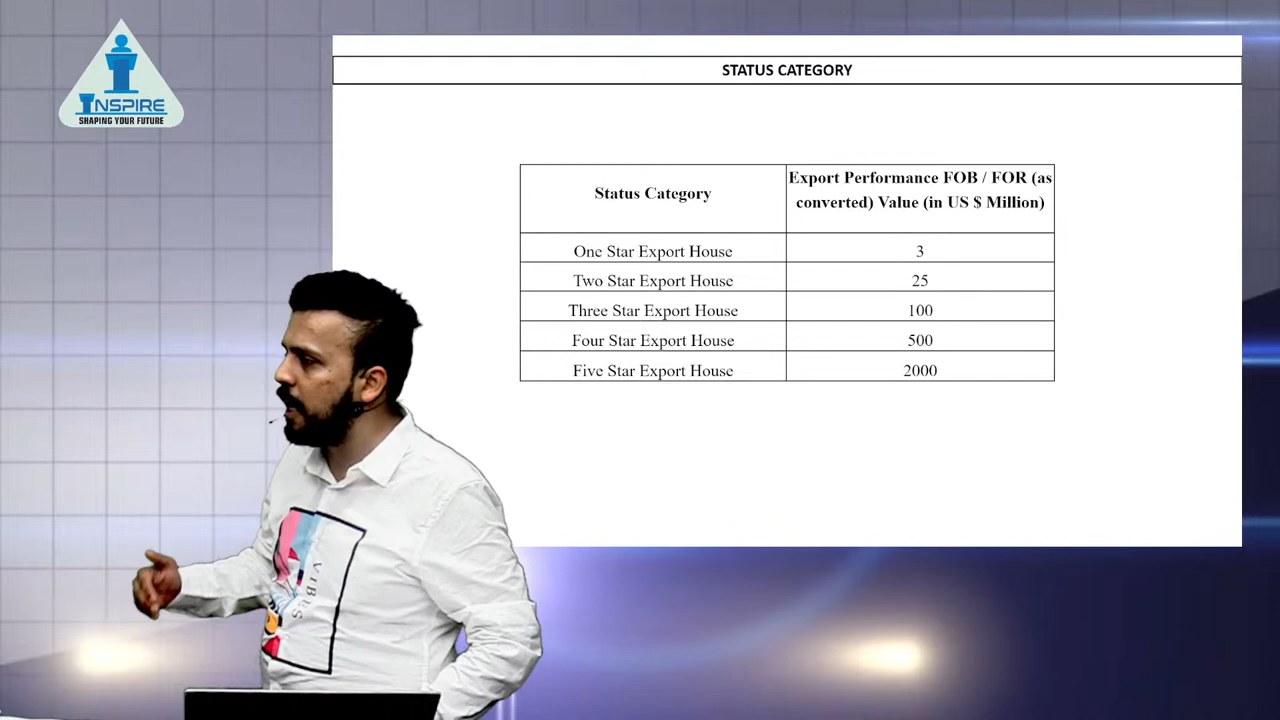 INSPIRE
SHAPING YOUR FUTURE
STATUS CATEGORY
Status Category
Export Performance FOB / FOR (as
converted) Value (in US $ Million)
One Star Export House 3
Two Star Export House 25
Three Star Export House 100
Four Star Export House 500
Five Star Export House 2000
VIBES